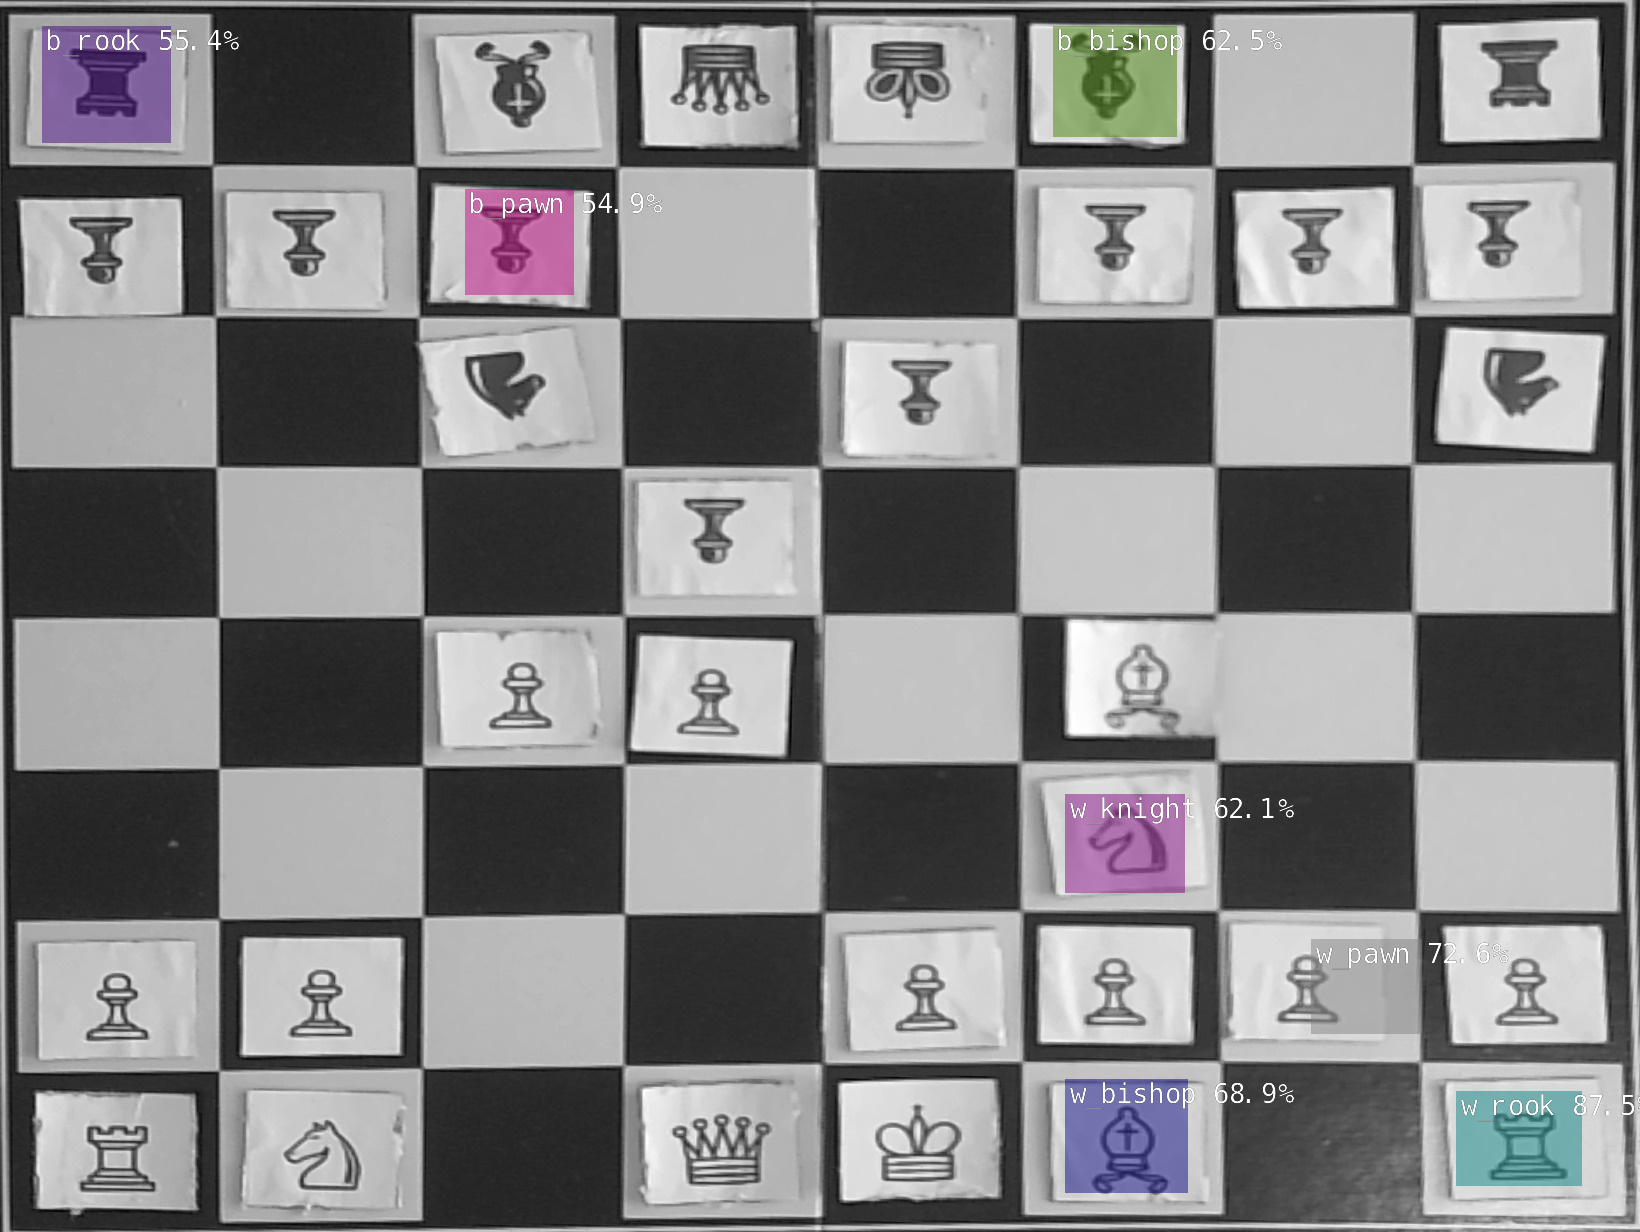 b_rook 55.4%
b_bishop 62.5%
b_pawn 54.9%
w_knight 62.1%
w_pawn 72.6%
w_bishop 68.9%
w_rook 87.5